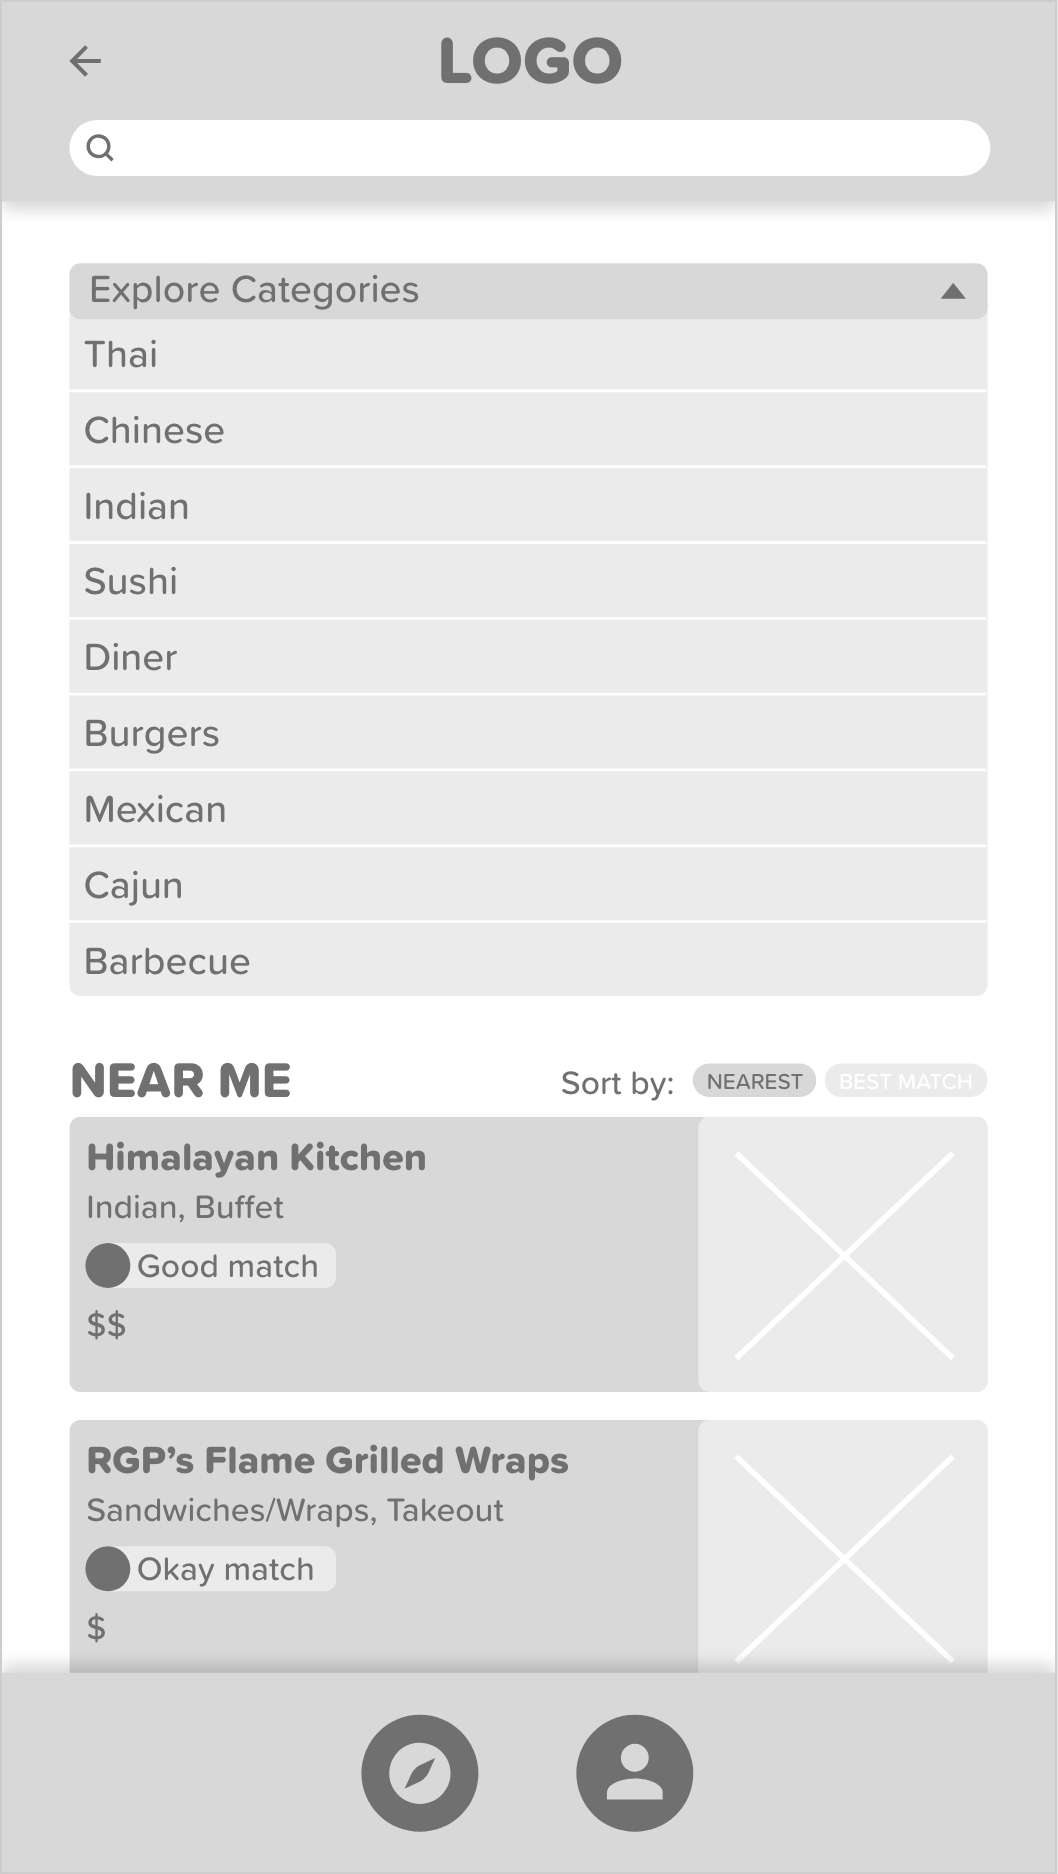 LOGO
Explore Categories
Thai
Chinese
Indian
Sushi
Diner
Burgers
Mexican
Cajun
Barbecue
NEAR ME Sort by: NEAREST BEST MATCH
Himalayan Kitchen
Indian, Buffet
Good match
$$
RGP’s Flame Grilled Wraps
Sandwiches/Wraps, Takeout
Okay match
$